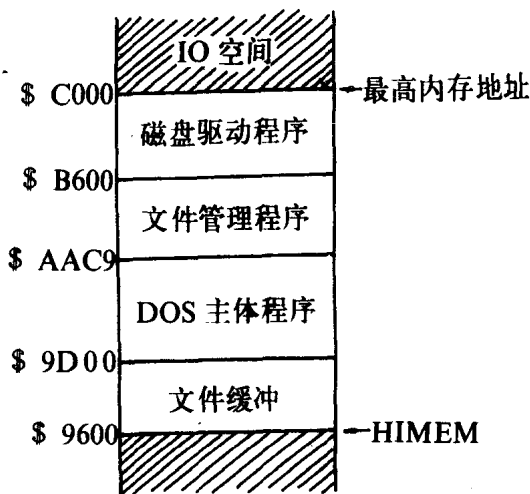 IO 空间
$ C000 最高内存地址
磁盘驱动程序
$ B600
文件管理程序
$ AAC9
DOS 主体程序
$ 9D00
文件缓冲
$ 9600 HIMEM